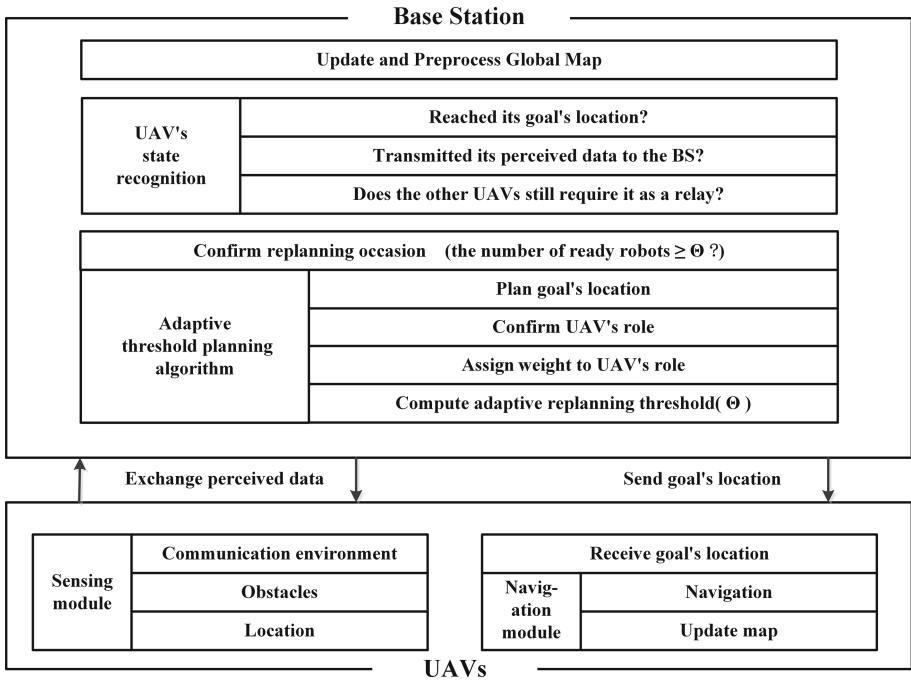 Base Station
Update and Preprocess Global Map
UAV's
state
recognition
Reached its goal's location?
Transmitted its perceived data to the BS?
Does the other UAVs still require it as a relay?
Confirm replanning occasion (the number of ready robots ≥ Θ ?)
Adaptive
threshold planning
algorithm
Plan goal's location
Confirm UAV's role
Assign weight to UAV's role
Compute adaptive replanning threshold( Θ )
Exchange perceived data
Send goal's location
Sensing
module
Communication environment
Obstacles
Location
Receive goal's location
Navig-
ation
module
Navigation
Update map
UAVs